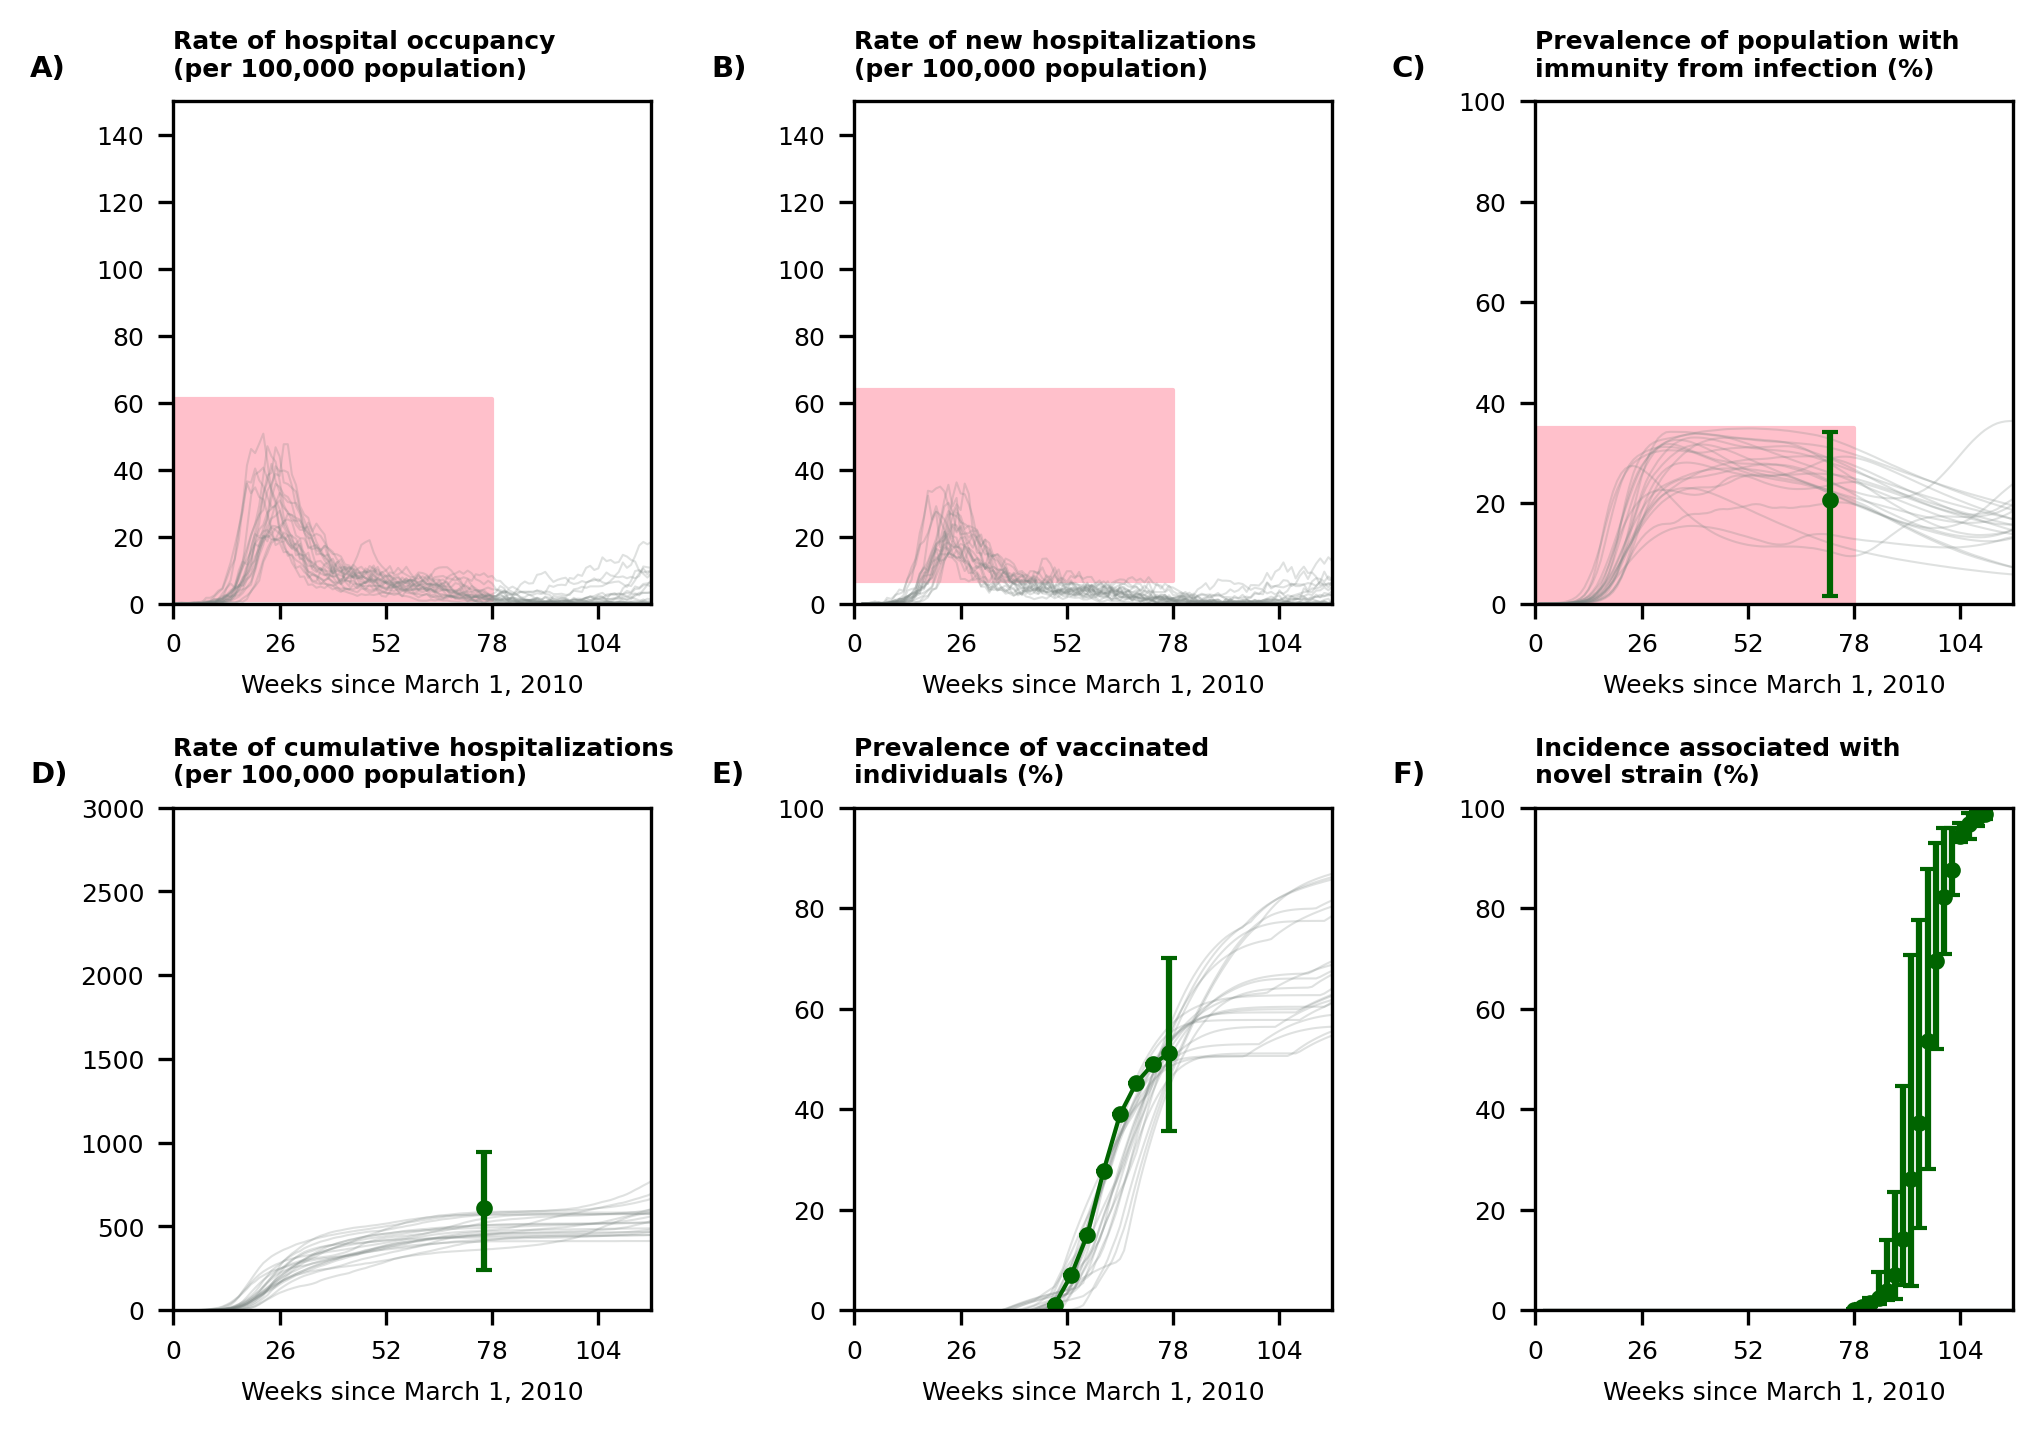 A)
Rate of hospital occupancy
(per 100,000 population)
140
120
100
80
60
40
20
0
0 26 52 78 104
Weeks since March 1, 2010
B)
Rate of new hospitalizations
(per 100,000 population)
140
120
100
80
60
40
20
0
0 26 52 78 104
Weeks since March 1, 2010
C)
Prevalence of population with
immunity from infection (%)
100
80
60
40
20
0
0 26 52 78 104
Weeks since March 1, 2010
D)
Rate of cumulative hospitalizations
(per 100,000 population)
3000
2500
2000
1500
1000
500
0
0 26 52 78 104
Weeks since March 1, 2010
E)
Prevalence of vaccinated
individuals (%)
100
80
60
40
20
0
0 26 52 78 104
Weeks since March 1, 2010
F)
Incidence associated with
novel strain (%)
100
80
60
40
20
0
0 26 52 78 104
Weeks since March 1, 2010